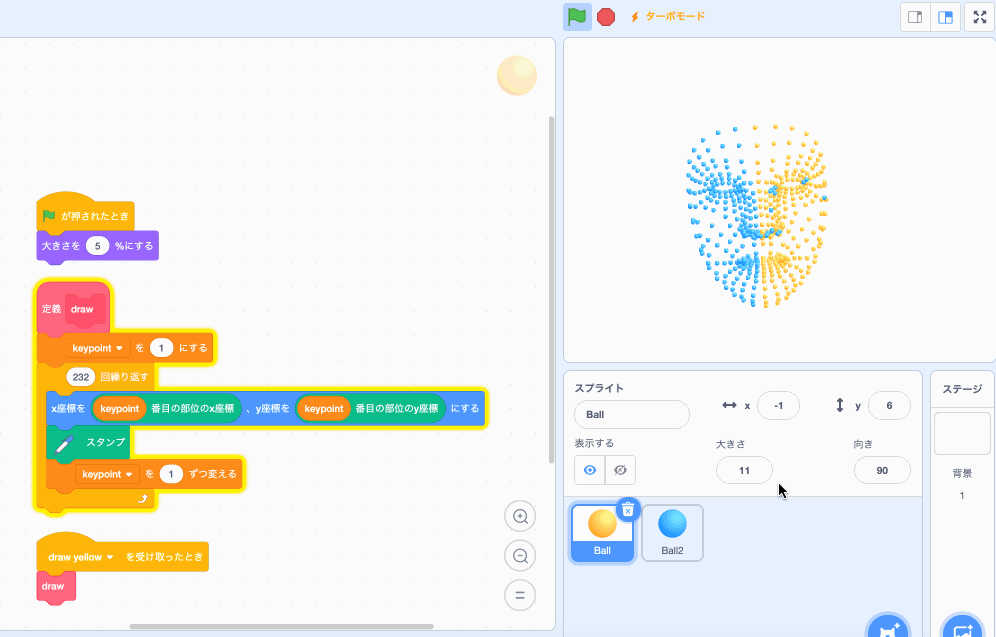 ターボモード
が押されたとき
大きさを 5 %にする
定義 draw
keypoint を 1 にする
232 回繰り返す
x座標を keypoint 番目の部位のx座標 、y座標を keypoint 番目の部位のy座標 にする
スタンプ
keypoint を 1 ずつ変える
draw yellow を受け取ったとき
draw
スプライト
Ball
x -1
y 6
表示する
大きさ
11
向き
90
Ball
Ball2
ステージ
背景
1